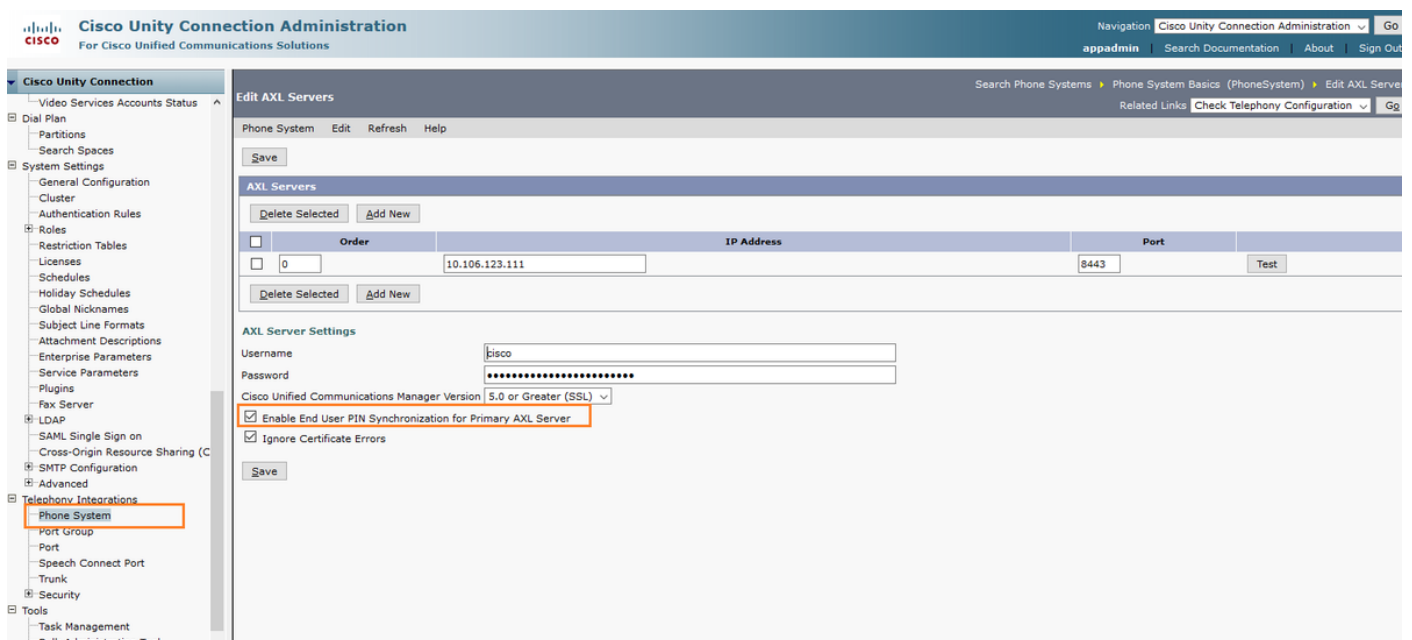 cisco
Cisco Unity Connection Administration
For Cisco Unified Communications Solutions
Navigation Cisco Unity Connection Administration Go
appadmin | Search Documentation | About | Sign Out
Cisco Unity Connection
Video Services Accounts Status
Dial Plan
Partitions
Search Spaces
System Settings
General Configuration
Cluster
Authentication Rules
Roles
Restriction Tables
Licenses
Schedules
Holiday Schedules
Global Nicknames
Subject Line Formats
Attachment Descriptions
Enterprise Parameters
Service Parameters
Plugins
Fax Server
LDAP
SAML Single Sign on
Cross-Origin Resource Sharing (C
SMTP Configuration
Advanced
Telephony Integrations
Phone System
Port Group
Port
Speech Connect Port
Trunk
Security
Tools
Task Management
Edit AXL Servers
Search Phone Systems Phone System Basics (PhoneSystem) Edit AXL Server
Related Links Check Telephony Configuration Go
Phone System Edit Refresh Help
Save
AXL Servers
Delete Selected Add New
Order IP Address Port
0 10.106.123.111 8443 Test
Delete Selected Add New
AXL Server Settings
Username cisco
Password ••••••••••••••••••••••••
Cisco Unified Communications Manager Version 5.0 or Greater (SSL)
Enable End User PIN Synchronization for Primary AXL Server
Ignore Certificate Errors
Save